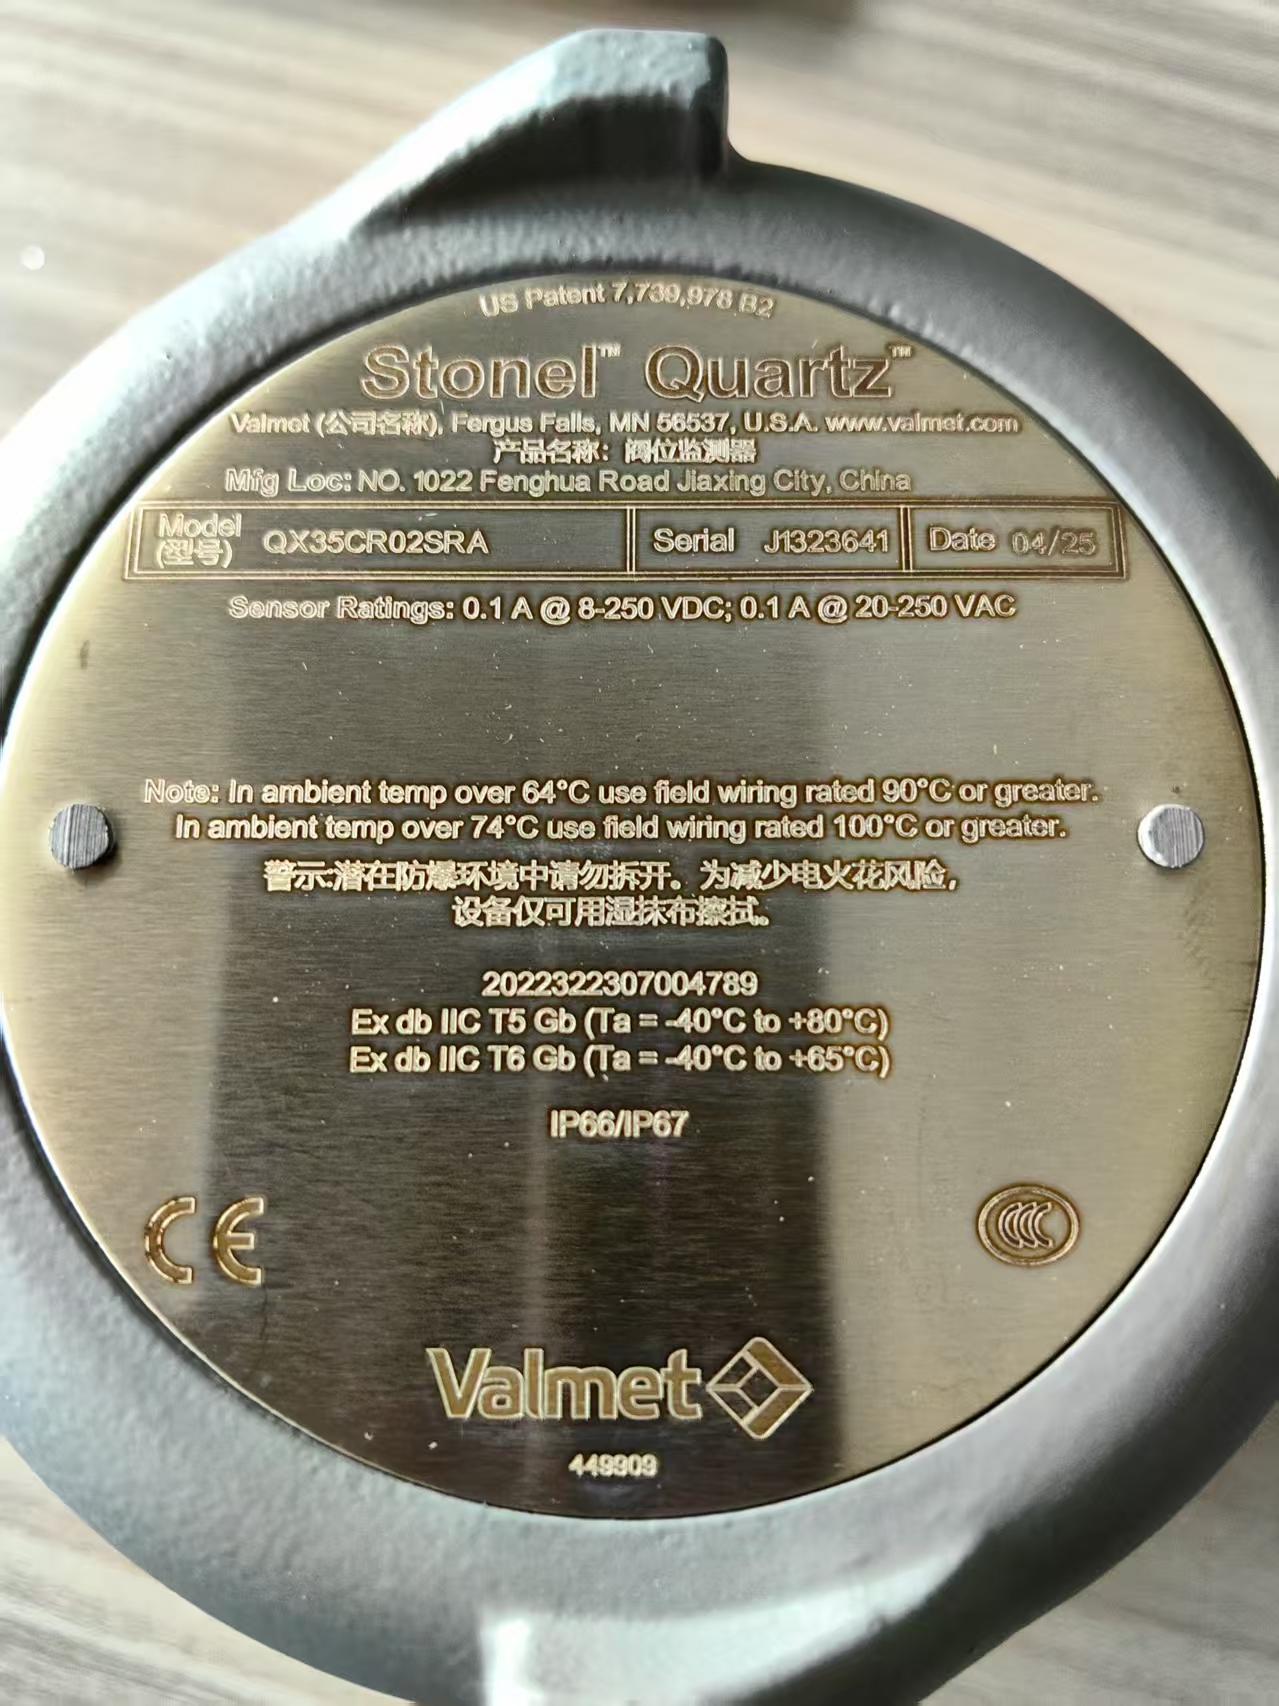 US Patent 7,739,978 B2
Stonel™ Quartz™
Valmet (公司名称), Fergus Falls, MN 56537, U.S.A. www.valmet.com
产品名称：阀位监测器
Mfg Loc: NO. 1022 Fenghua Road Jiaxing City, China
Model (型号) QX35CR02SRA Serial J1323641 Date 04/25
Sensor Ratings: 0.1 A @ 8-250 VDC; 0.1 A @ 20-250 VAC
Note: In ambient temp over 64°C use field wiring rated 90°C or greater.
In ambient temp over 74°C use field wiring rated 100°C or greater.
警示:潜在防爆环境中请勿拆开。为减少电火花风险，
设备仅可用湿抹布擦拭。
2022322307004789
Ex db IIC T5 Gb (Ta = -40°C to +80°C)
Ex db IIC T6 Gb (Ta = -40°C to +65°C)
IP66/IP67
CE
CCC
Valmet
449909